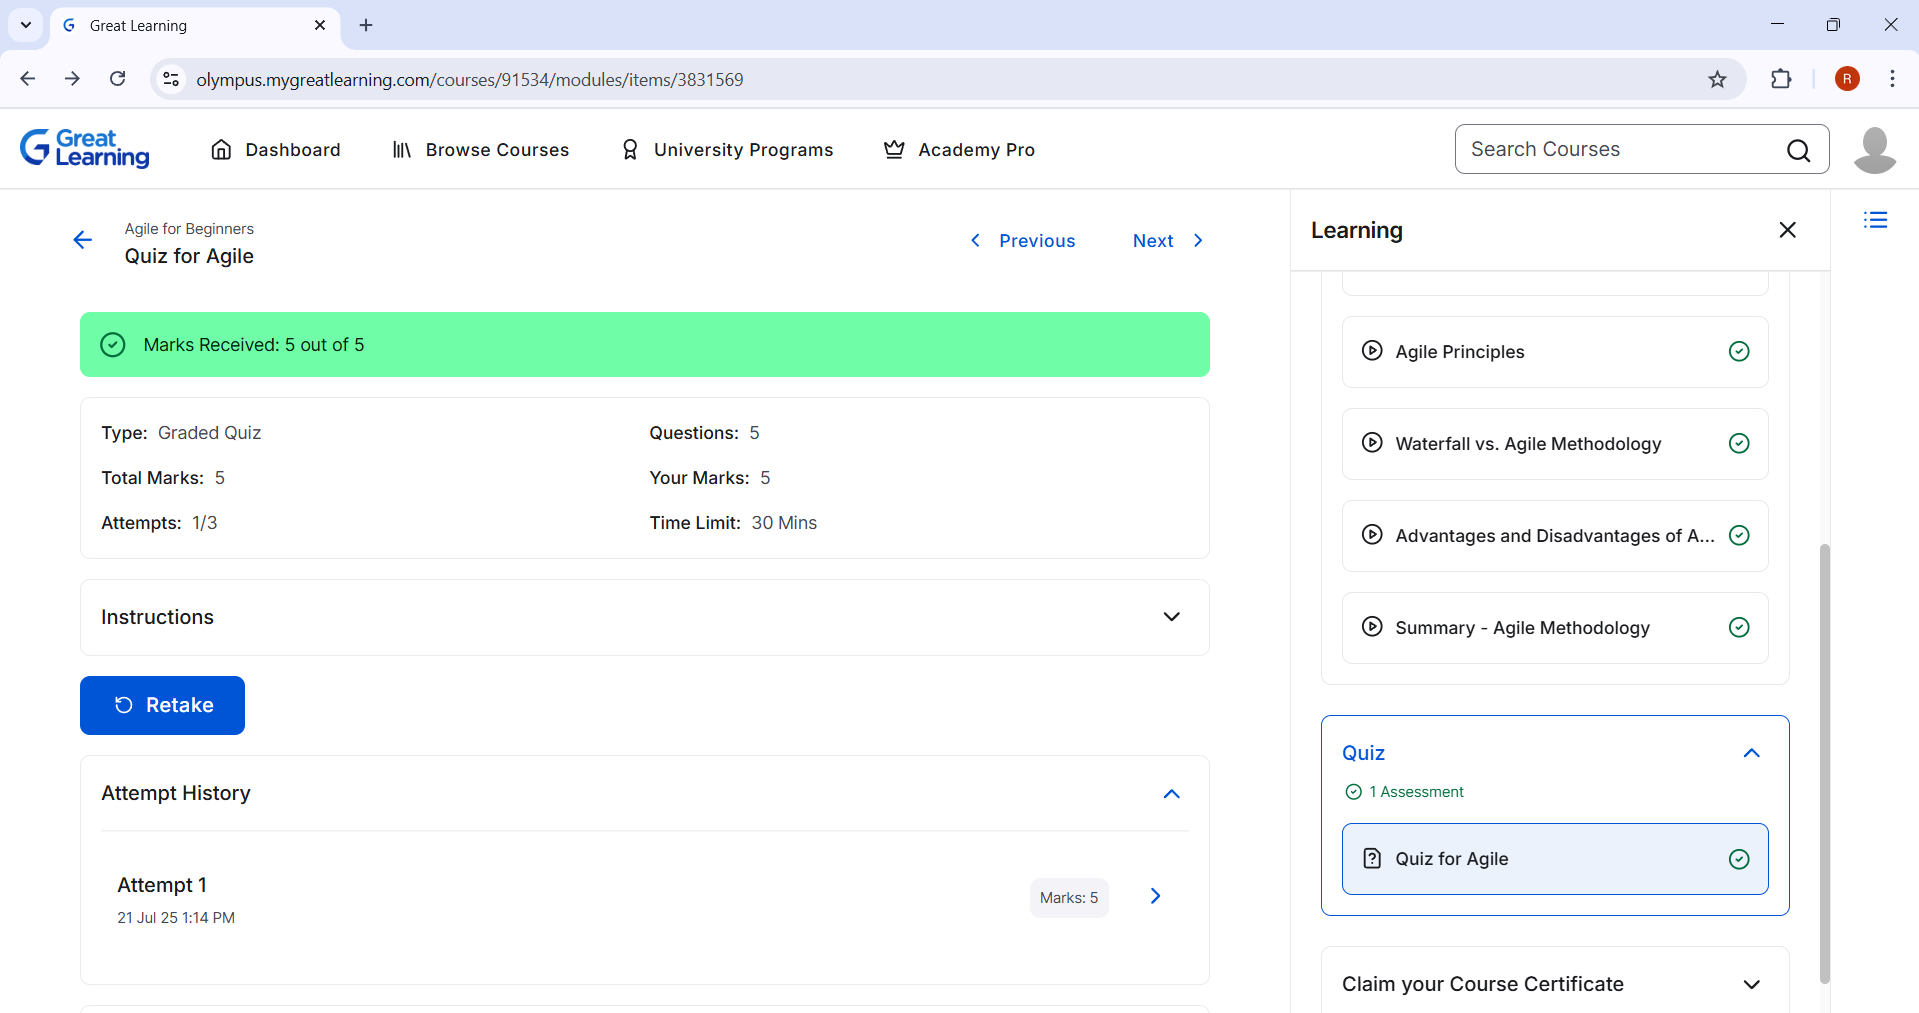 Great Learning
olympus.mygreatlearning.com/courses/91534/modules/items/3831569
R
Great
Learning
Dashboard
Browse Courses
University Programs
Academy Pro
Search Courses
Agile for Beginners
Quiz for Agile
Previous
Next
Marks Received: 5 out of 5
Type: Graded Quiz
Questions: 5
Total Marks: 5
Your Marks: 5
Attempts: 1/3
Time Limit: 30 Mins
Instructions
Retake
Attempt History
Attempt 1
21 Jul 25 1:14 PM
Marks: 5
Learning
Agile Principles
Waterfall vs. Agile Methodology
Advantages and Disadvantages of A...
Summary - Agile Methodology
Quiz
1 Assessment
Quiz for Agile
Claim your Course Certificate